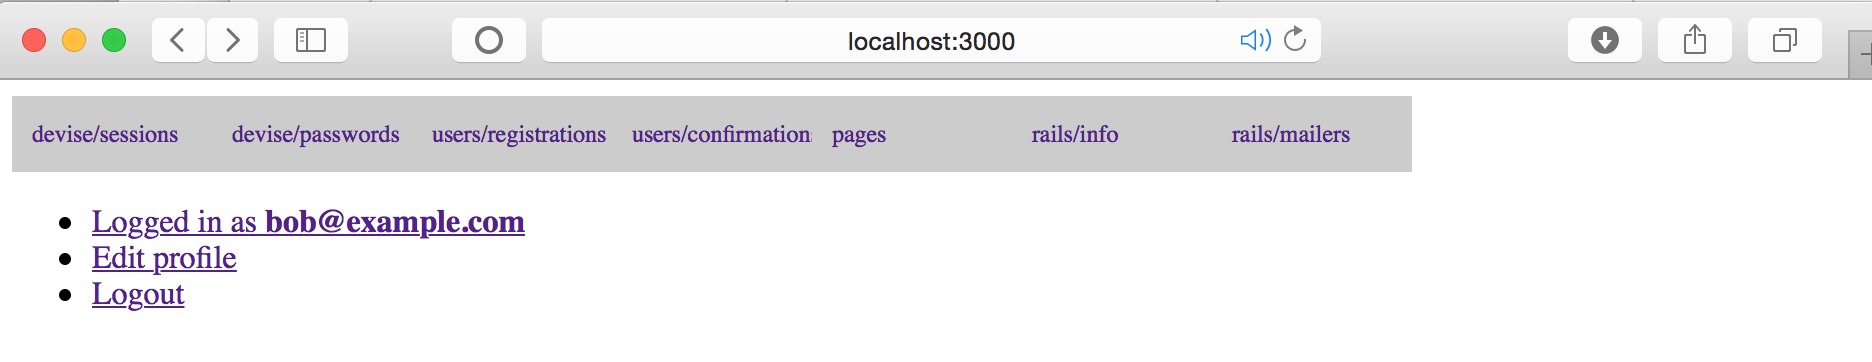 localhost:3000
devise/sessions devise/passwords users/registrations users/confirmation pages rails/info rails/mailers
Logged in as bob@example.com
Edit profile
Logout